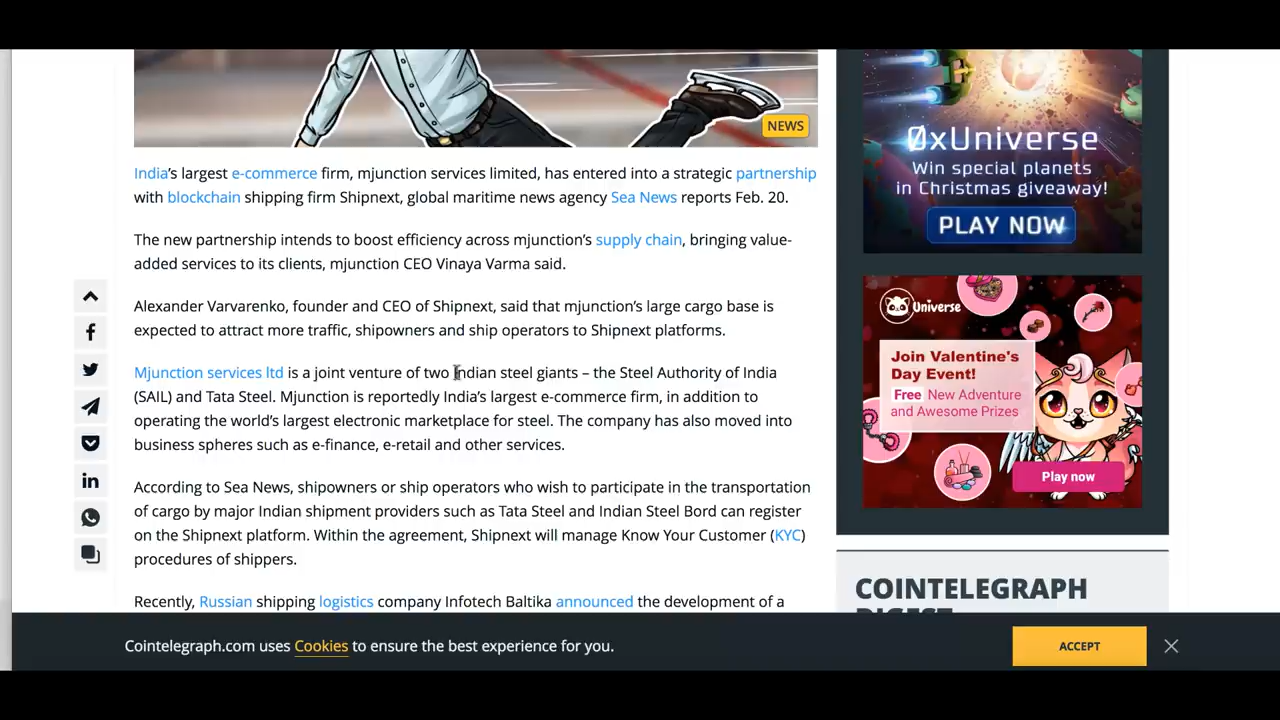 NEWS
India's largest e-commerce firm, mjunction services limited, has entered into a strategic partnership
with blockchain shipping firm Shipnext, global maritime news agency Sea News reports Feb. 20.
The new partnership intends to boost efficiency across mjunction's supply chain, bringing value-
added services to its clients, mjunction CEO Vinaya Varma said.
Alexander Varvarenko, founder and CEO of Shipnext, said that mjunction's large cargo base is
expected to attract more traffic, shipowners and ship operators to Shipnext platforms.
Mjunction services ltd is a joint venture of two Indian steel giants – the Steel Authority of India
(SAIL) and Tata Steel. Mjunction is reportedly India's largest e-commerce firm, in addition to
operating the world's largest electronic marketplace for steel. The company has also moved into
business spheres such as e-finance, e-retail and other services.
According to Sea News, shipowners or ship operators who wish to participate in the transportation
of cargo by major Indian shipment providers such as Tata Steel and Indian Steel Bord can register
on the Shipnext platform. Within the agreement, Shipnext will manage Know Your Customer (KYC)
procedures of shippers.
Recently, Russian shipping logistics company Infotech Baltika announced the development of a
0xUniverse
Win special planets
in Christmas giveaway!
PLAY NOW
Universe
Join Valentine's
Day Event!
Free New Adventure
and Awesome Prizes
Play now
COINTELEGRAPH
DIGEST
Cointelegraph.com uses Cookies to ensure the best experience for you.
ACCEPT